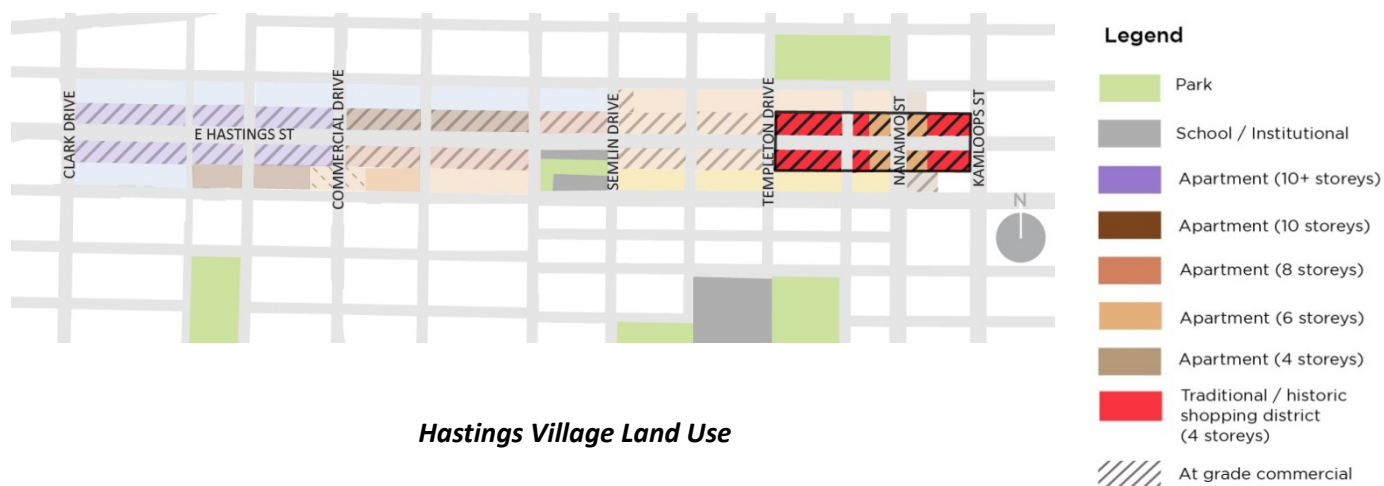 CLARK DRIVE
E HASTINGS ST
COMMERCIAL DRIVE
SEMLIN DRIVE
TEMPLETON DRIVE
NANAIMO ST
KAMLOOPS ST
N
Legend
Park
School / Institutional
Apartment (10+ storeys)
Apartment (10 storeys)
Apartment (8 storeys)
Apartment (6 storeys)
Apartment (4 storeys)
Traditional / historic
shopping district
(4 storeys)
At grade commercial
Hastings Village Land Use